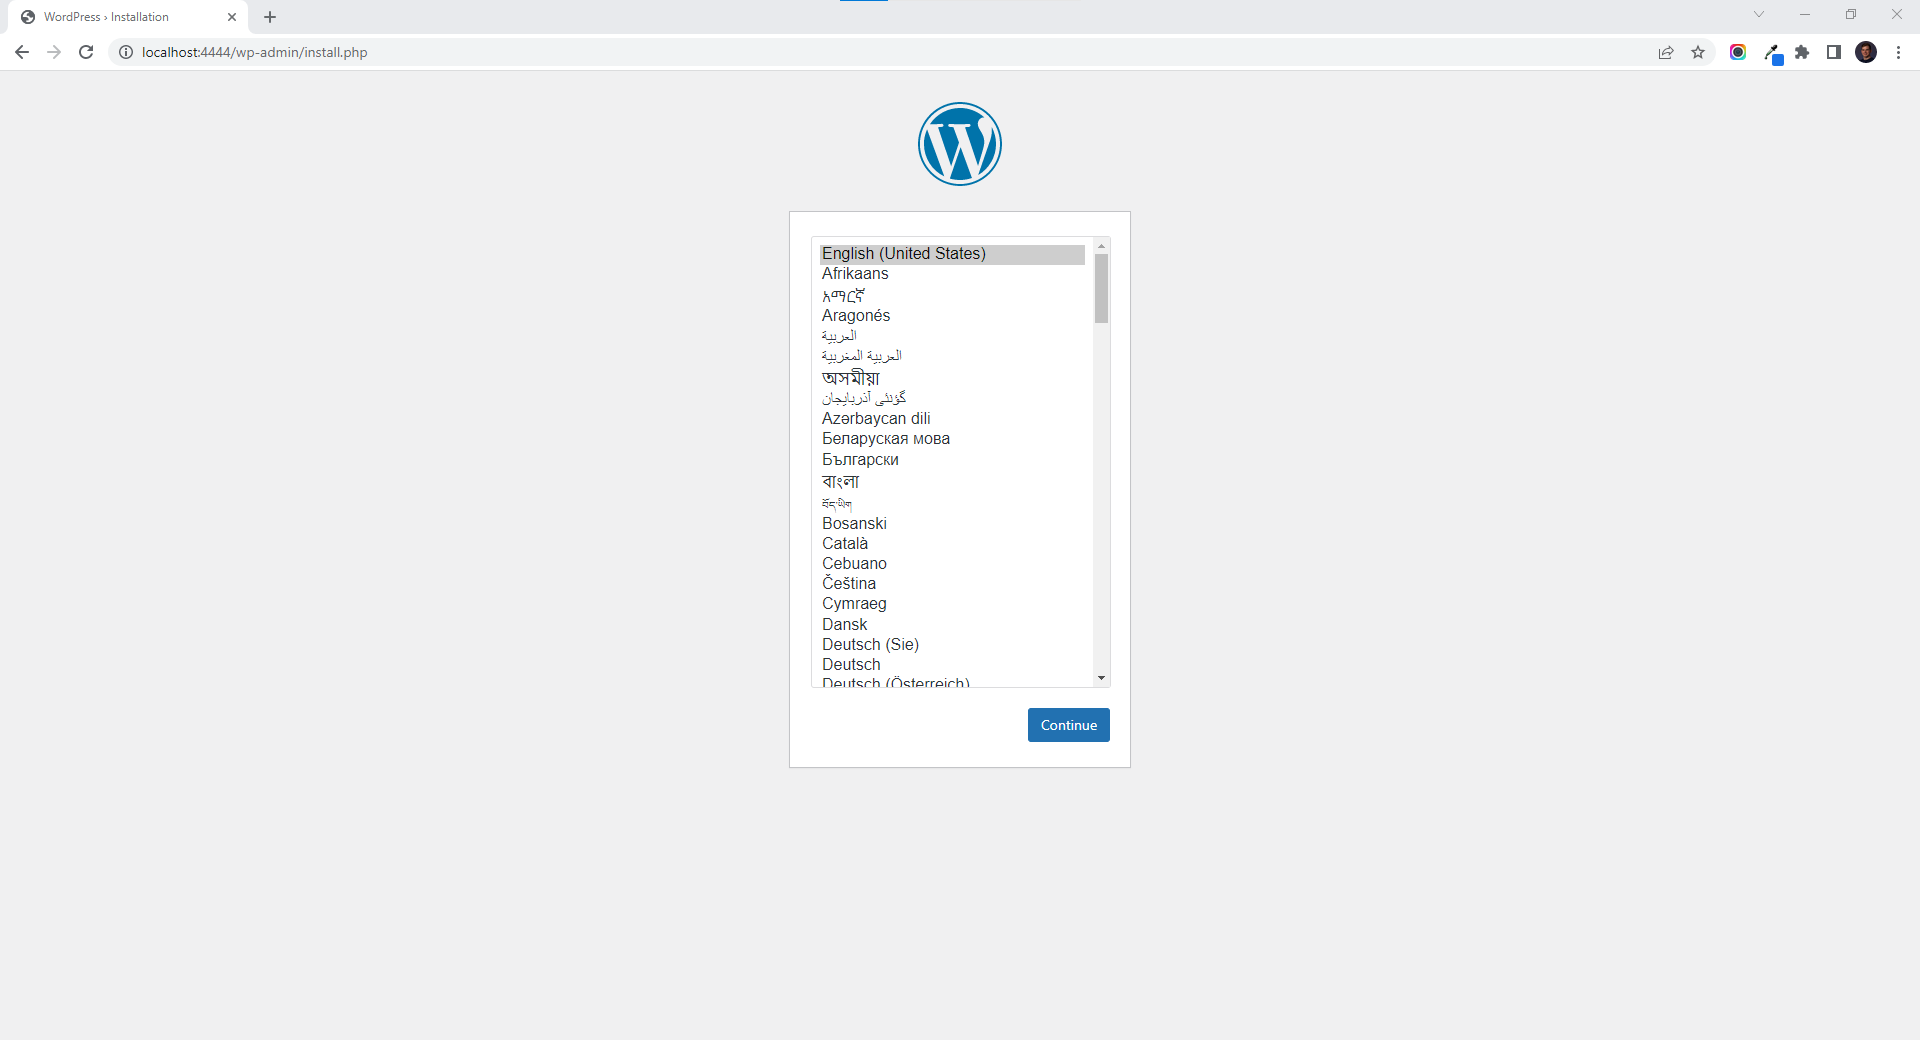 WordPress › Installation
localhost:4444/wp-admin/install.php
English (United States)
Afrikaans
አማርኛ
Aragonés
العربية
العربية المغربية
অসমীয়া
گؤنئی آذربایجان
Azərbaycan dili
Беларуская мова
Български
বাংলা
བོད་ཡིག
Bosanski
Català
Cebuano
Čeština
Cymraeg
Dansk
Deutsch (Sie)
Deutsch
Deutsch (Österreich)
Continue